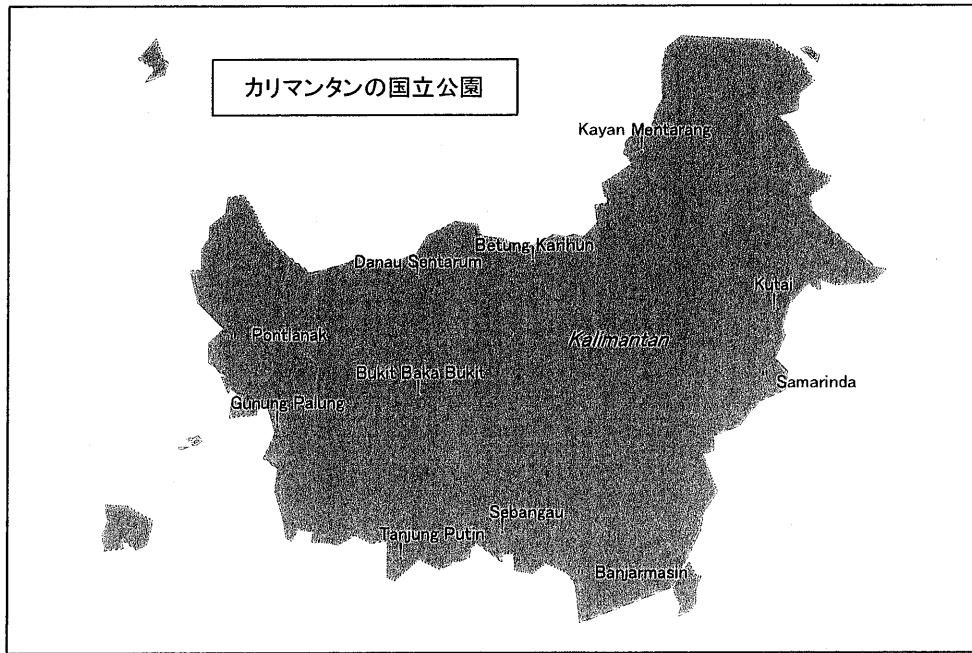 カリマンタンの国立公園
Kayan Mentarang
Betung Karihun
Danau Sentarum
Kutai
Pontianak
Kalimantan
Bukit Baka Bukit
Samarinda
Gunung Palung
Sebangau
Tanjung Putin
Banjarmasin